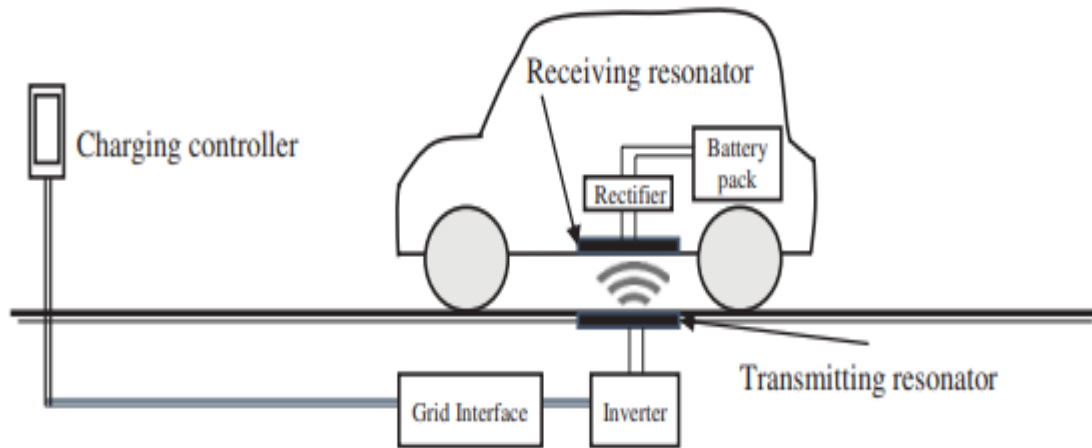 Receiving resonator
Charging controller
Battery
pack
Rectifier
Transmitting resonator
Grid Interface
Inverter